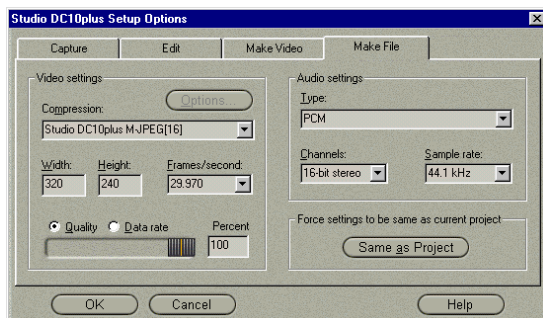 Studio DC10plus Setup Options
Capture Edit Make Video Make File
Video settings
Options...
Compression:
Studio DC10plus M-JPEG[16]
Width: Height: Frames/second:
320 240 29.970
Quality Data rate Percent
100
Audio settings
Type:
PCM
Channels: Sample rate:
16-bit stereo 44.1 kHz
Force settings to be same as current project
Same as Project
OK Cancel Help